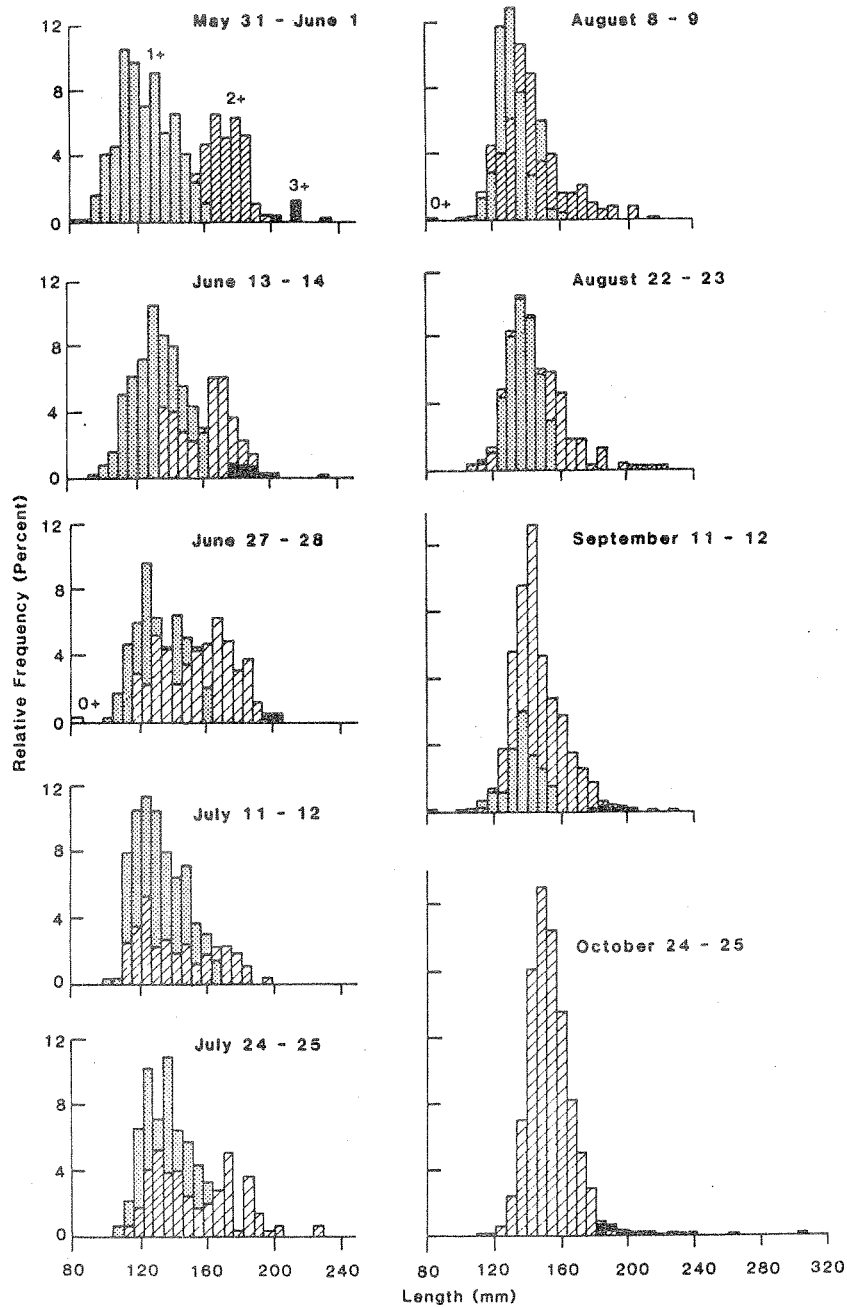 May 31 - June 1
12
8
4
0
1+
2+
3+
June 13 - 14
12
8
4
0
June 27 - 28
12
8
4
0
0+
July 11 - 12
12
8
4
0
July 24 - 25
12
8
4
0
80 120 160 200 240
August 8 - 9
0+
August 22 - 23
September 11 - 12
October 24 - 25
80 120 160 200 240 280 320
Relative Frequency (Percent)
Length (mm)